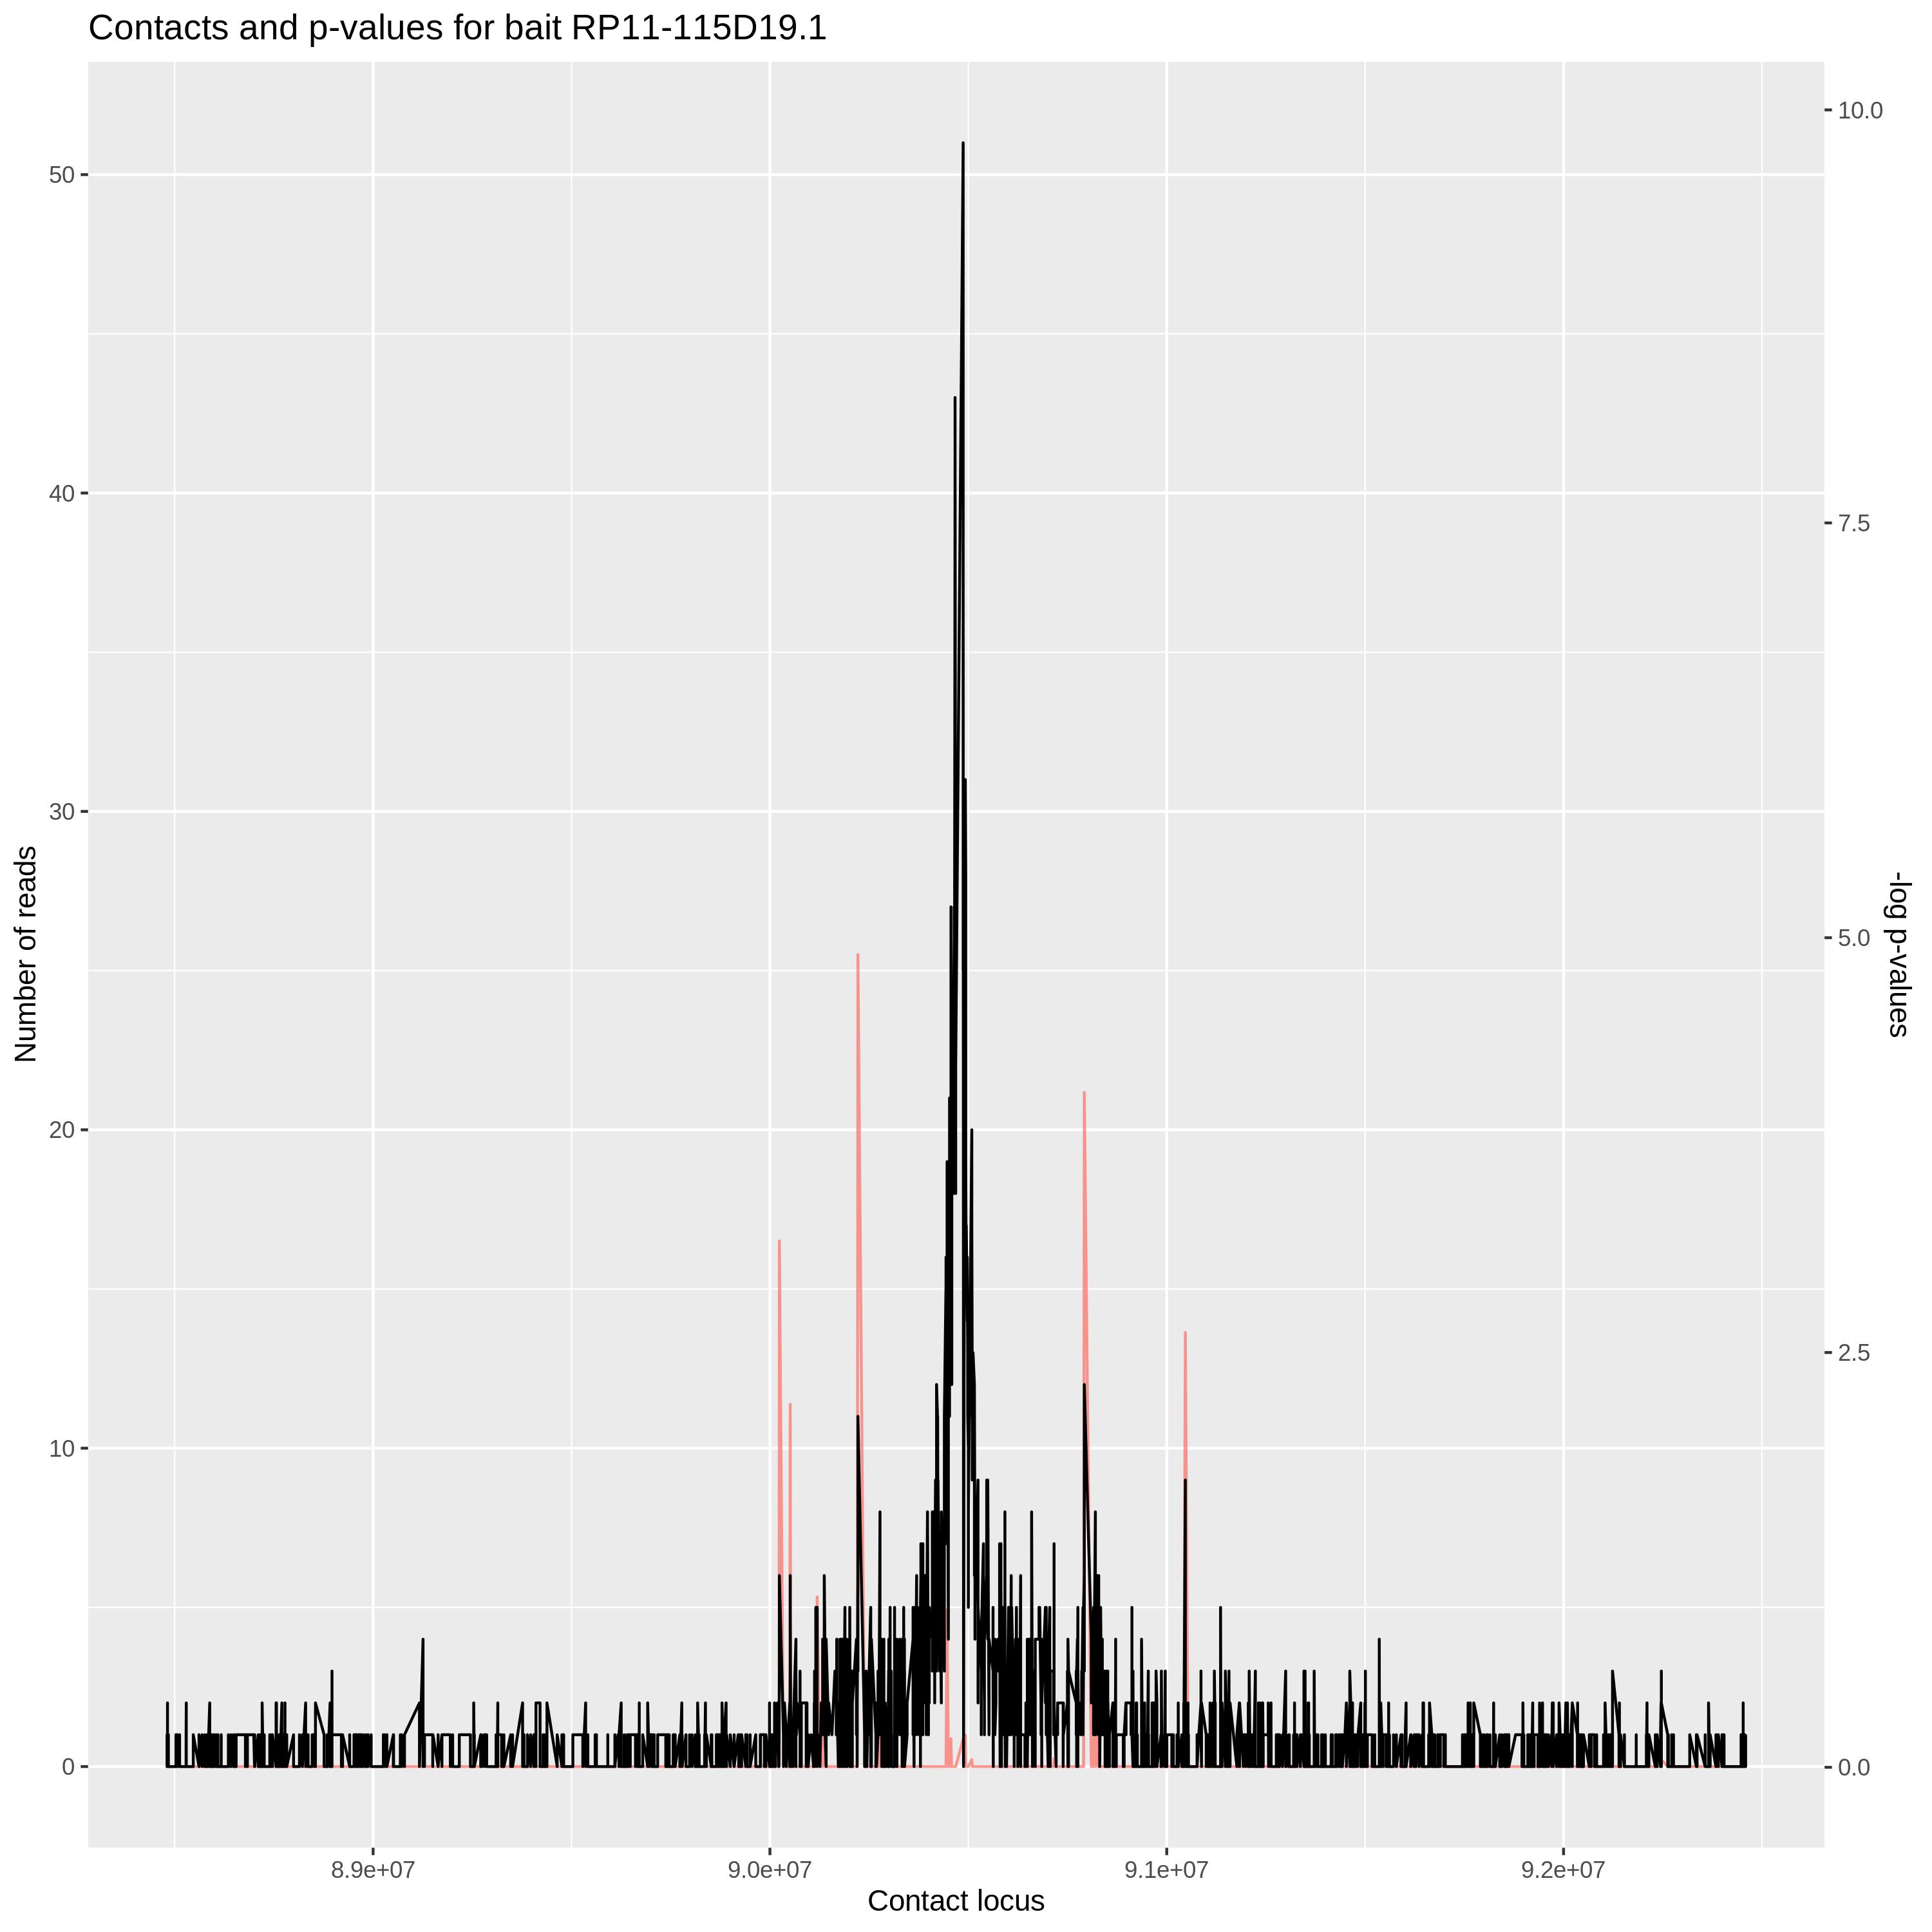 Contacts and p-values for bait RP11-115D19.1
Number of reads
50
40
30
20
10
0
10.0
7.5
5.0
2.5
0.0
-log p-values
8.9e+07 9.0e+07 9.1e+07 9.2e+07
Contact locus